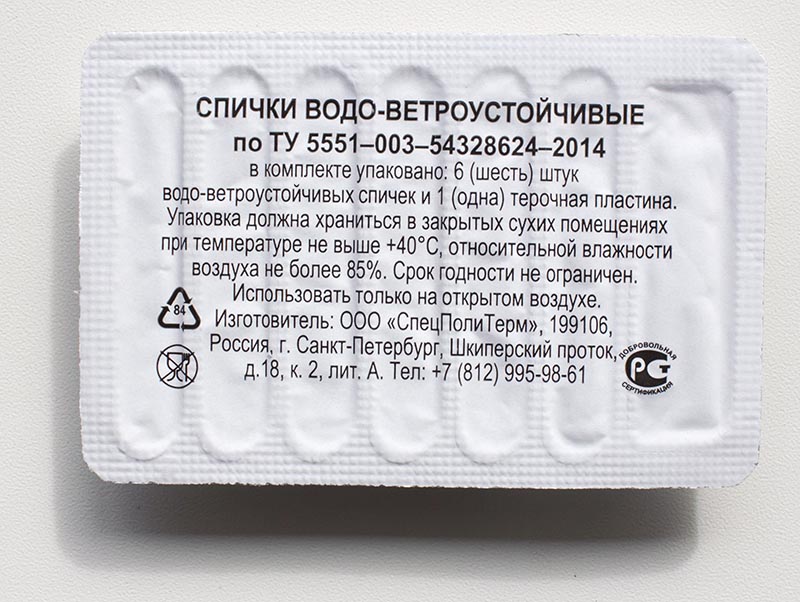 СПИЧКИ ВОДО-ВЕТРОУСТОЙЧИВЫЕ
по ТУ 5551–003–54328624–2014
в комплекте упаковано: 6 (шесть) штук
водо-ветроустойчивых спичек и 1 (одна) терочная пластина.
Упаковка должна храниться в закрытых сухих помещениях
при температуре не выше +40°С, относительной влажности
воздуха не более 85%. Срок годности не ограничен.
Использовать только на открытом воздухе.
84
Изготовитель: ООО «СпецПолиТерм», 199106,
Россия, г. Санкт-Петербург, Шкиперский проток,
д.18, к. 2, лит. А. Тел: +7 (812) 995-98-61
ДОБРОВОЛЬНАЯ
РСТ
СЕРТИФИКАЦИЯ